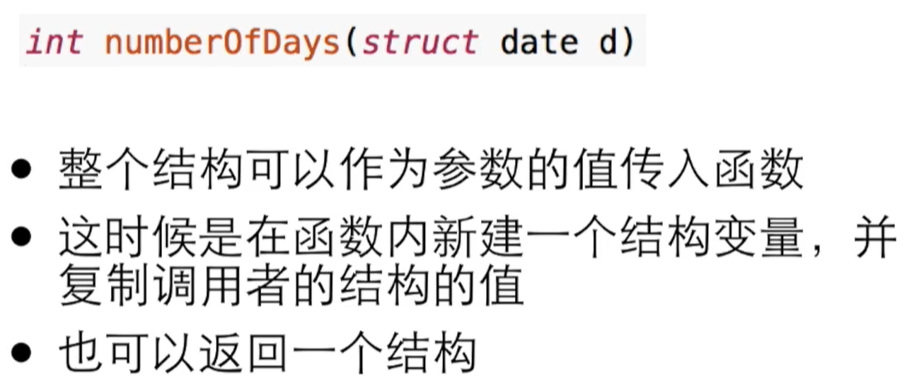 int numberOfDays(struct date d)
• 整个结构可以作为参数的值传入函数
• 这时候是在函数内新建一个结构变量，并
复制调用者的结构的值
• 也可以返回一个结构